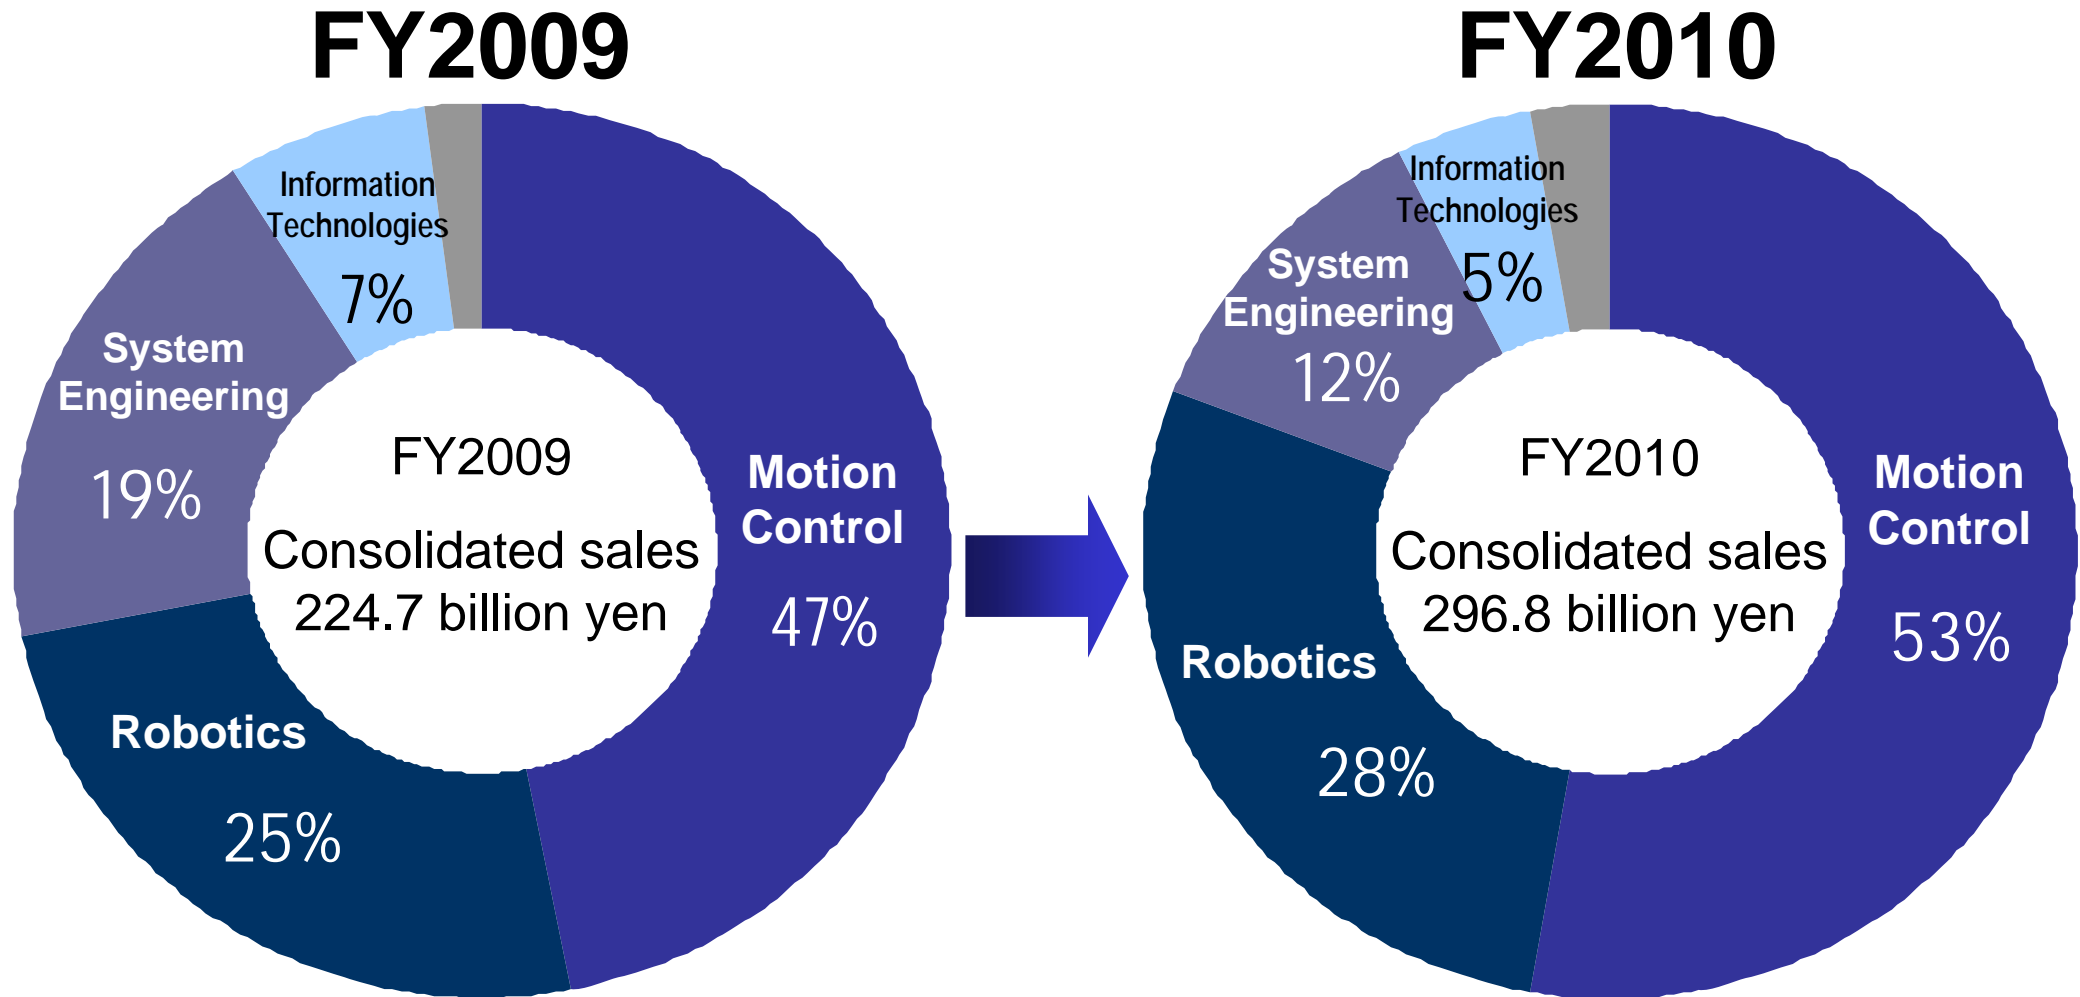 FY2009
FY2010
Information
Technologies
7%
System
Engineering
19%
Robotics
25%
Motion
Control
47%
FY2009
Consolidated sales
224.7 billion yen
Information
Technologies
5%
System
Engineering
12%
Robotics
28%
Motion
Control
53%
FY2010
Consolidated sales
296.8 billion yen